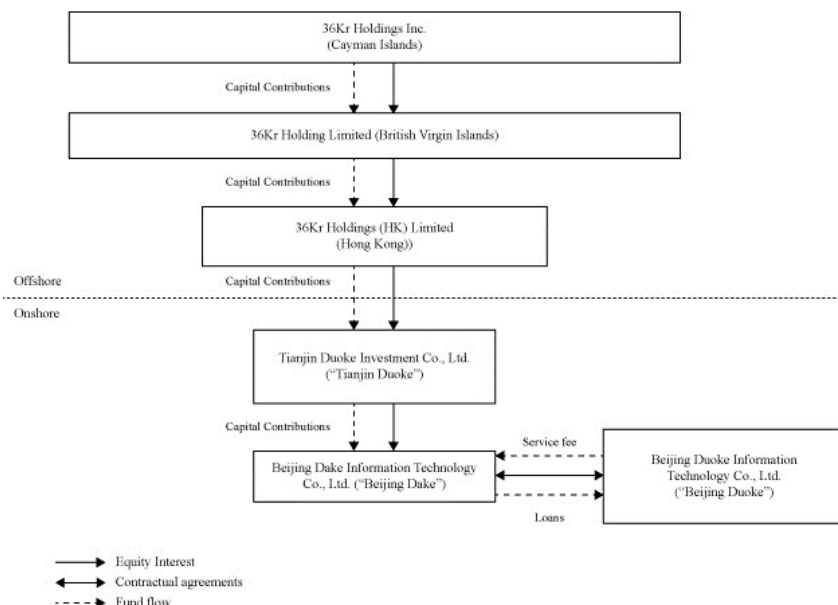 36Kr Holdings Inc.
(Cayman Islands)
Capital Contributions
36Kr Holding Limited (British Virgin Islands)
Capital Contributions
36Kr Holdings (HK) Limited
(Hong Kong))
Offshore
Capital Contributions
Onshore
Tianjin Duoke Investment Co., Ltd.
(“Tianjin Duoke”)
Capital Contributions
Service fee
Beijing Dake Information Technology
Co., Ltd. (“Beijing Dake”)
Beijing Duoke Information
Technology Co., Ltd.
(“Beijing Duoke”)
Loans
Equity Interest
Contractual agreements
Fund flow